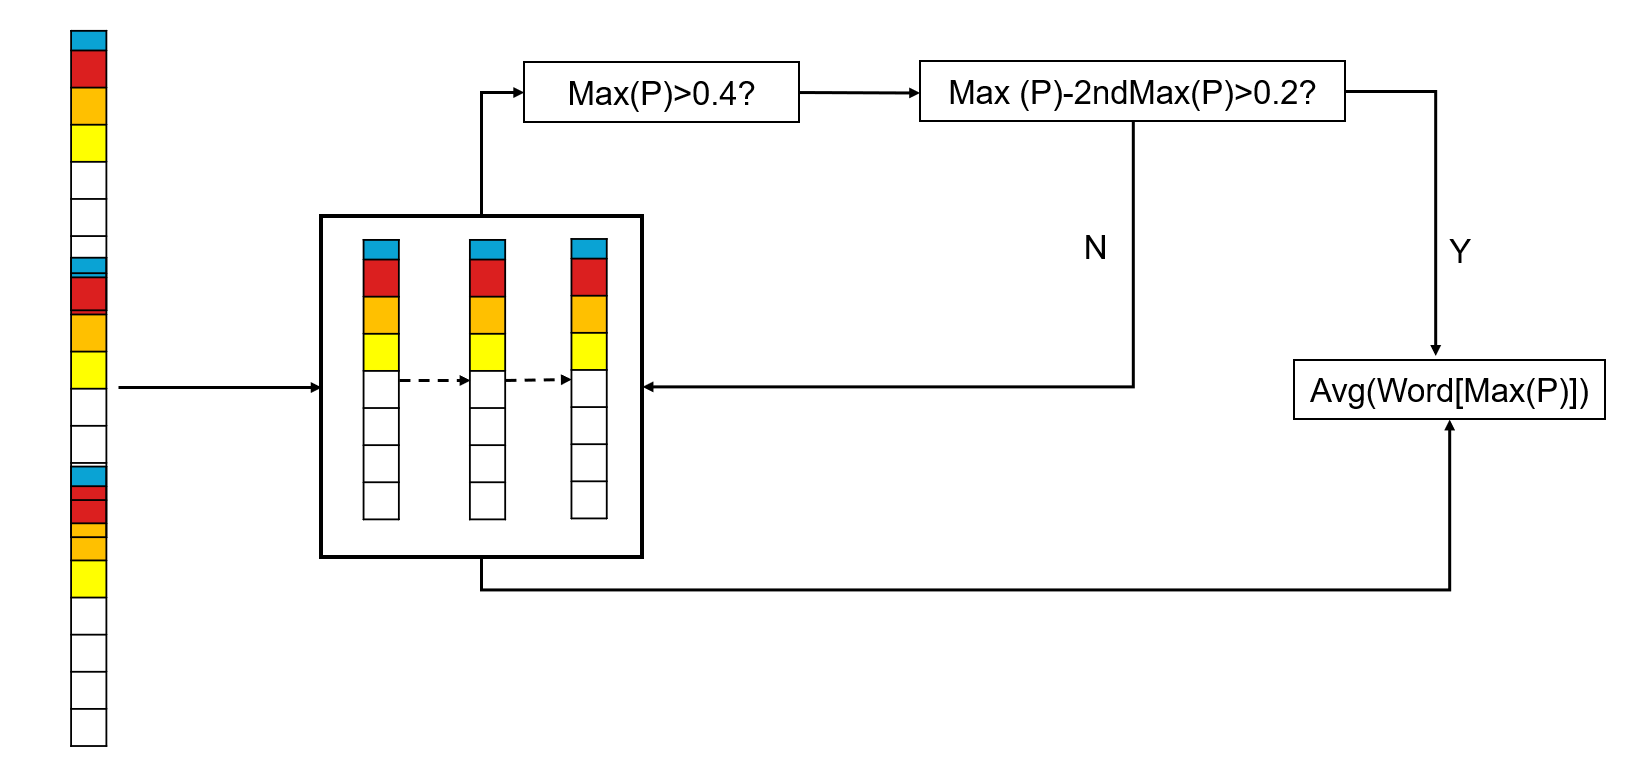 Max(P)>0.4?
Max (P)-2ndMax(P)>0.2?
N
Y
Avg(Word[Max(P)])